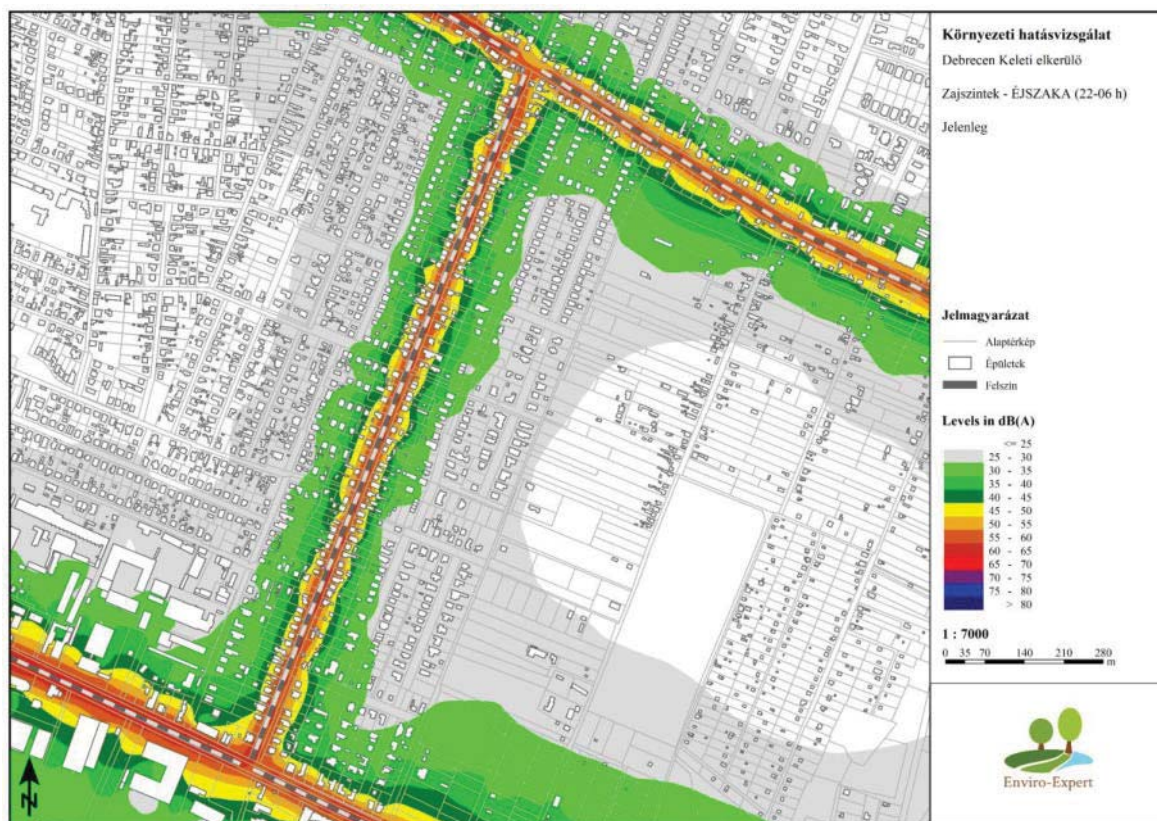 Környezeti hatásvizsgálat
Debrecen Keleti elkerülő
Zajszintek - ÉJSZAKA (22-06 h)
Jelenleg
Jelmagyarázat
Alaptérkép
Épületek
Felszín
Levels in dB(A)
<= 25
25 - 30
30 - 35
35 - 40
40 - 45
45 - 50
50 - 55
55 - 60
60 - 65
65 - 70
70 - 75
75 - 80
> 80
1 : 7000
0 35 70 140 210 280
m
N
Enviro-Expert